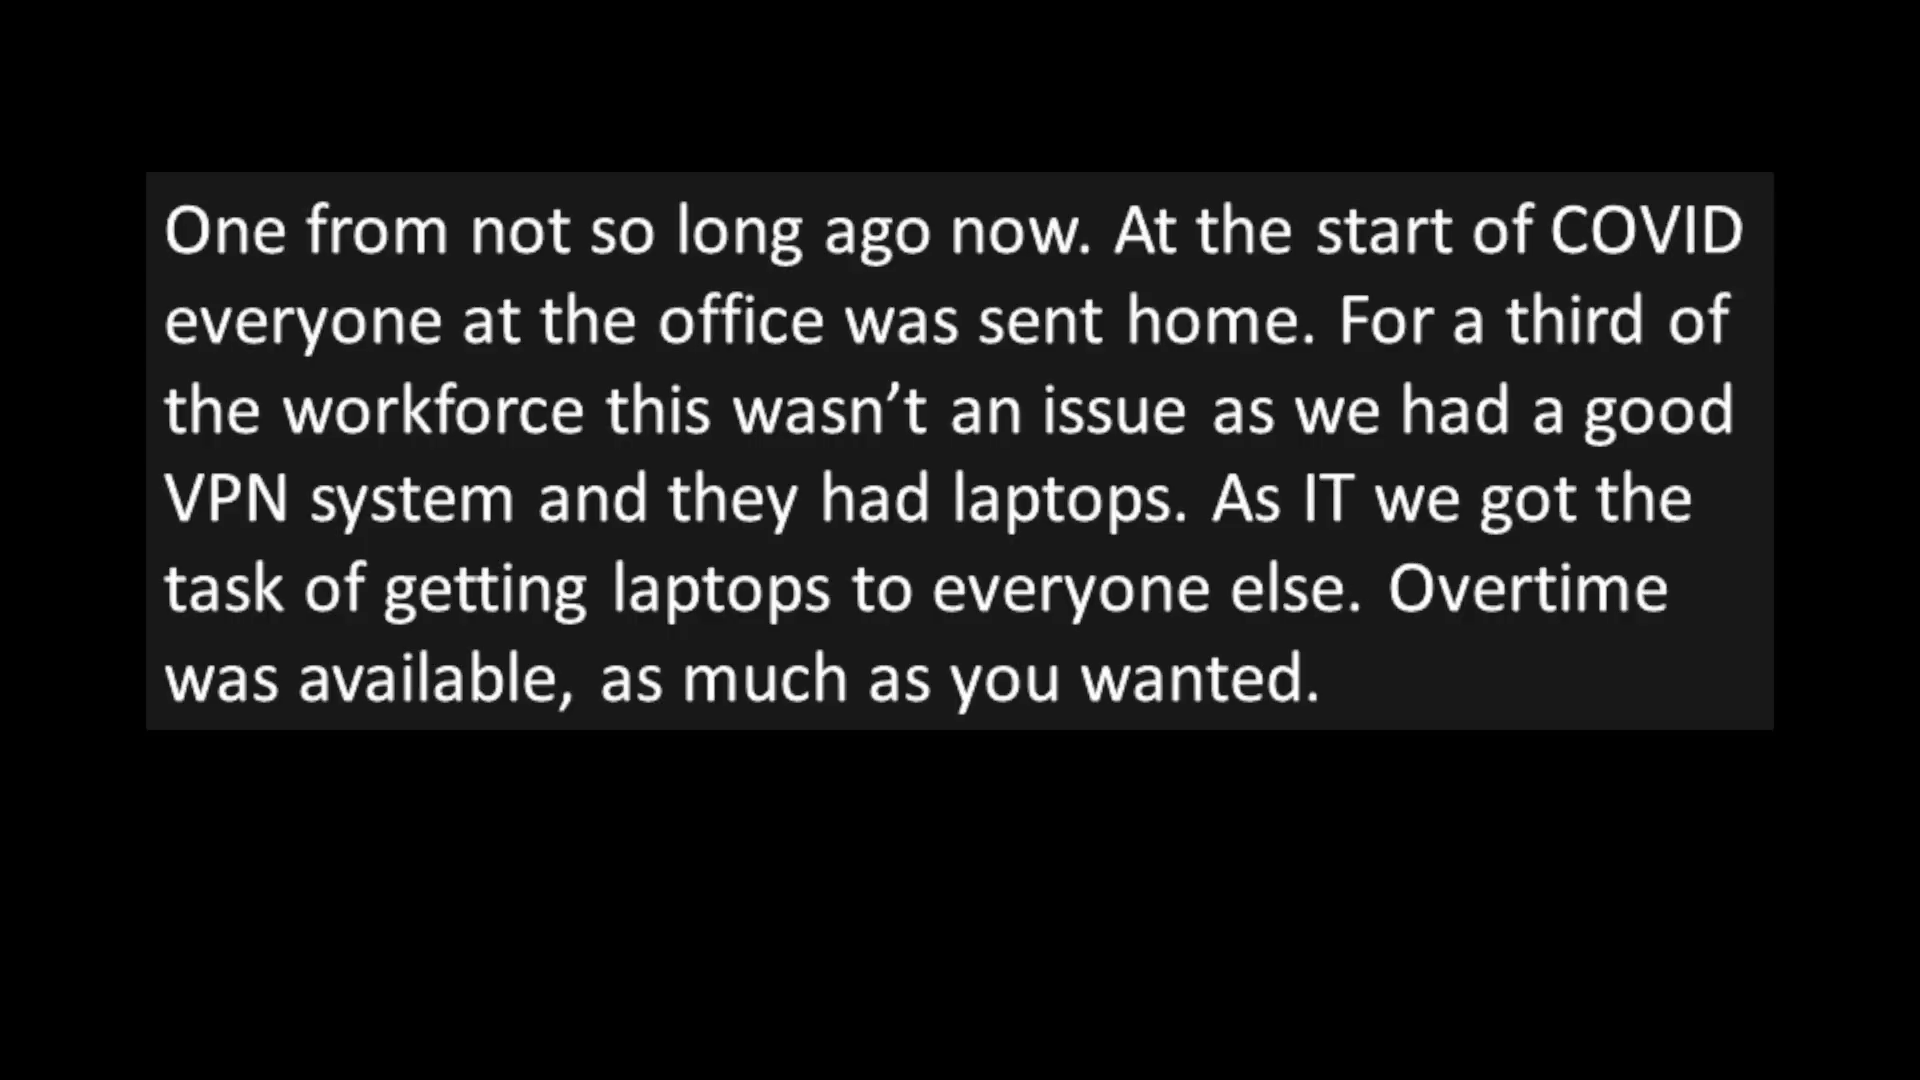 One from not so long ago now. At the start of COVID
everyone at the office was sent home. For a third of
the workforce this wasn’t an issue as we had a good
VPN system and they had laptops. As IT we got the
task of getting laptops to everyone else. Overtime
was available, as much as you wanted.